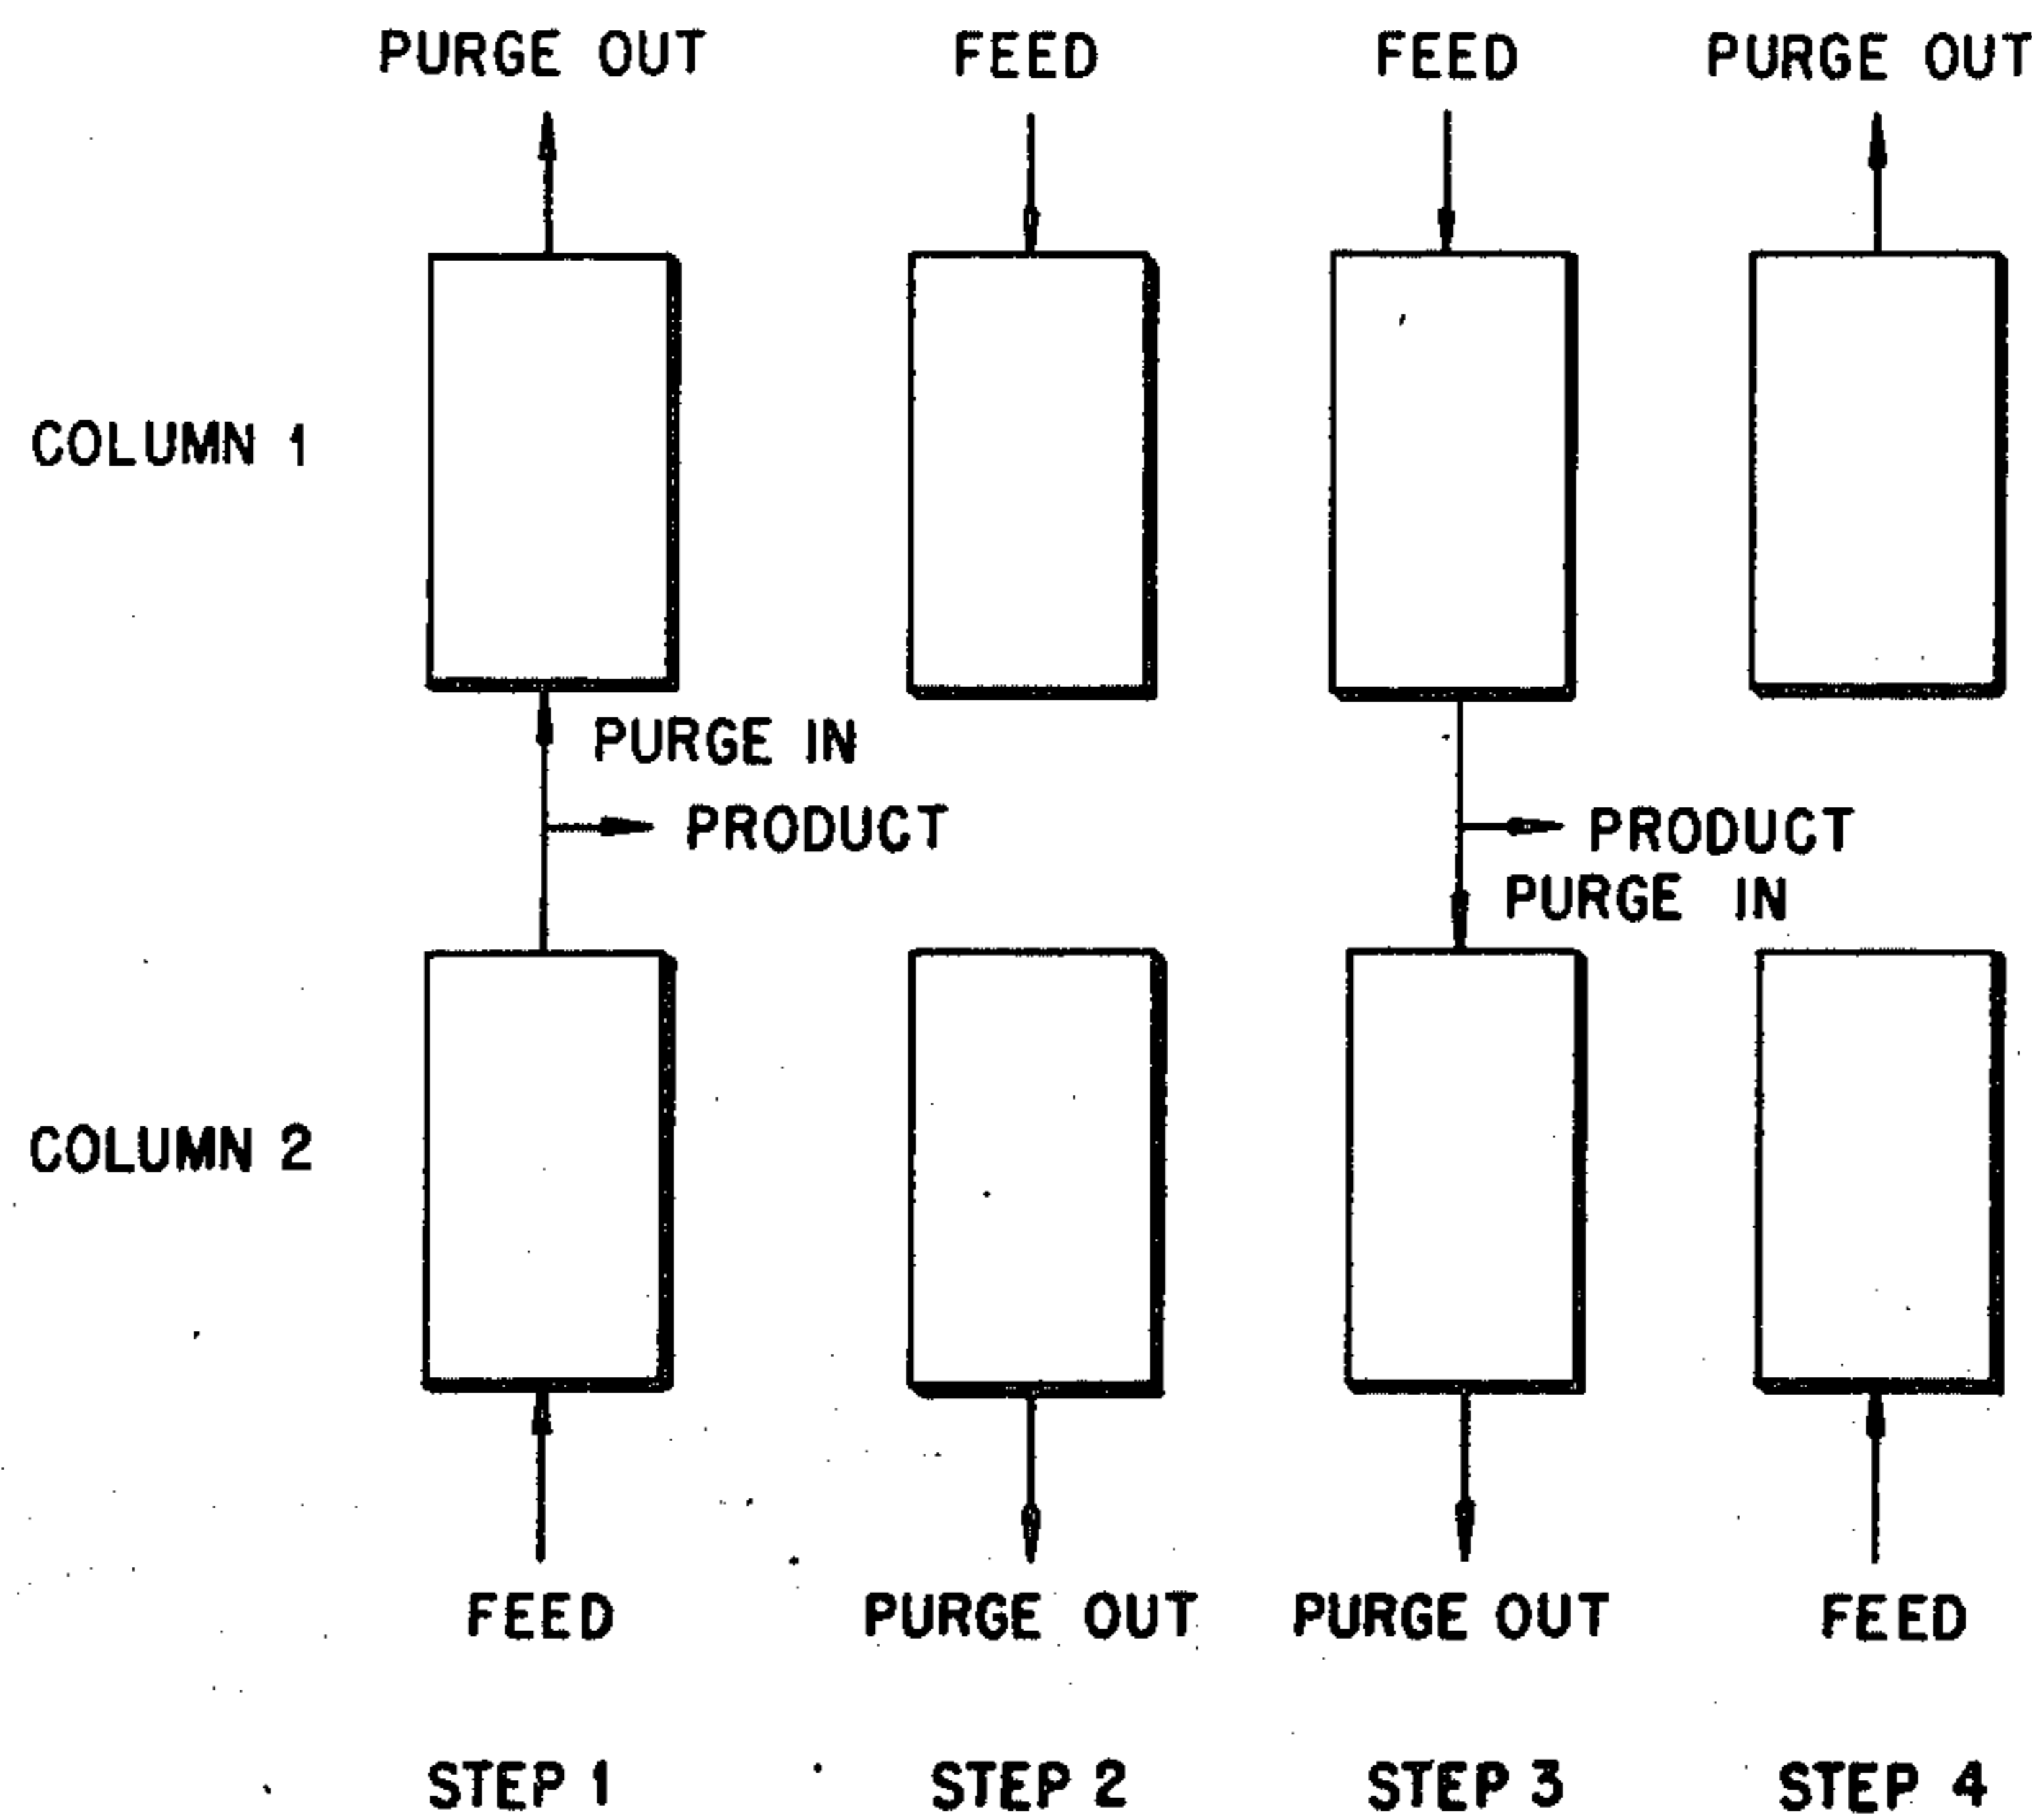 PURGE OUT FEED FEED PURGE OUT
COLUMN 1
PURGE IN
PRODUCT PRODUCT
PURGE IN
COLUMN 2
FEED PURGE OUT PURGE OUT FEED
STEP 1 STEP 2 STEP 3 STEP 4